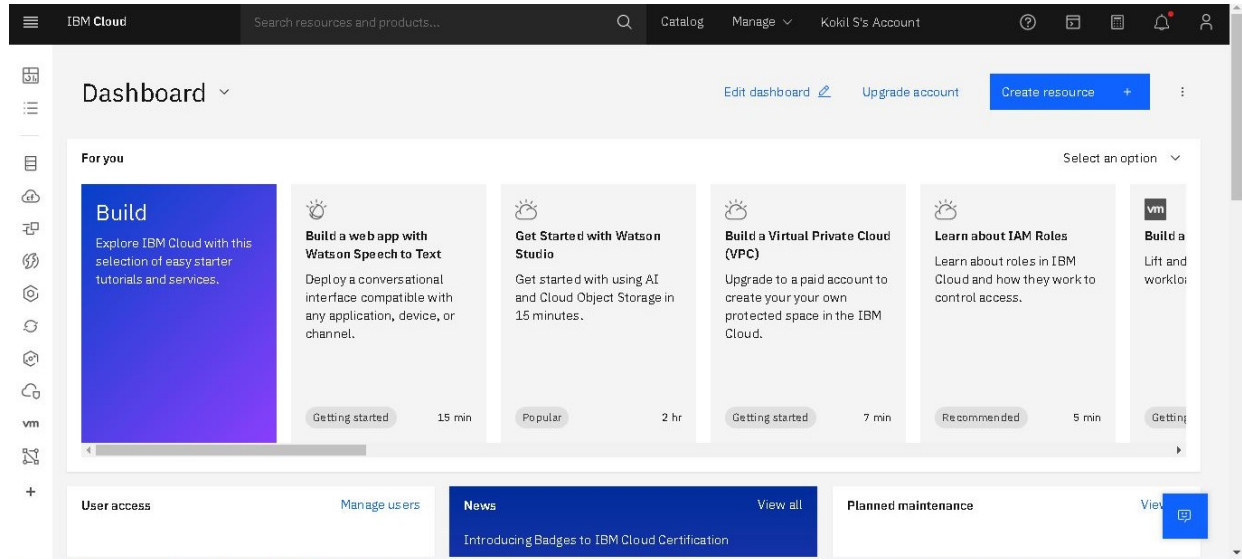 IBM Cloud
Search resources and products...
Catalog
Manage
Kokil S's Account
Dashboard
Edit dashboard
Upgrade account
Create resource +
For you
Select an option
Build
Explore IBM Cloud with this
selection of easy starter
tutorials and services.
Build a web app with
Watson Speech to Text
Deploy a conversational
interface compatible with
any application, device, or
channel.
Getting started
15 min
Get Started with Watson
Studio
Get started with using AI
and Cloud Object Storage in
15 minutes.
Popular
2 hr
Build a Virtual Private Cloud
(VPC)
Upgrade to a paid account to
create your your own
protected space in the IBM
Cloud.
Getting started
7 min
Learn about IAM Roles
Learn about roles in IBM
Cloud and how they work to
control access.
Recommended
5 min
vm
Build a
Lift and
Getting
vm
User access
Manage users
News
View all
Introducing Badges to IBM Cloud Certification
Planned maintenance